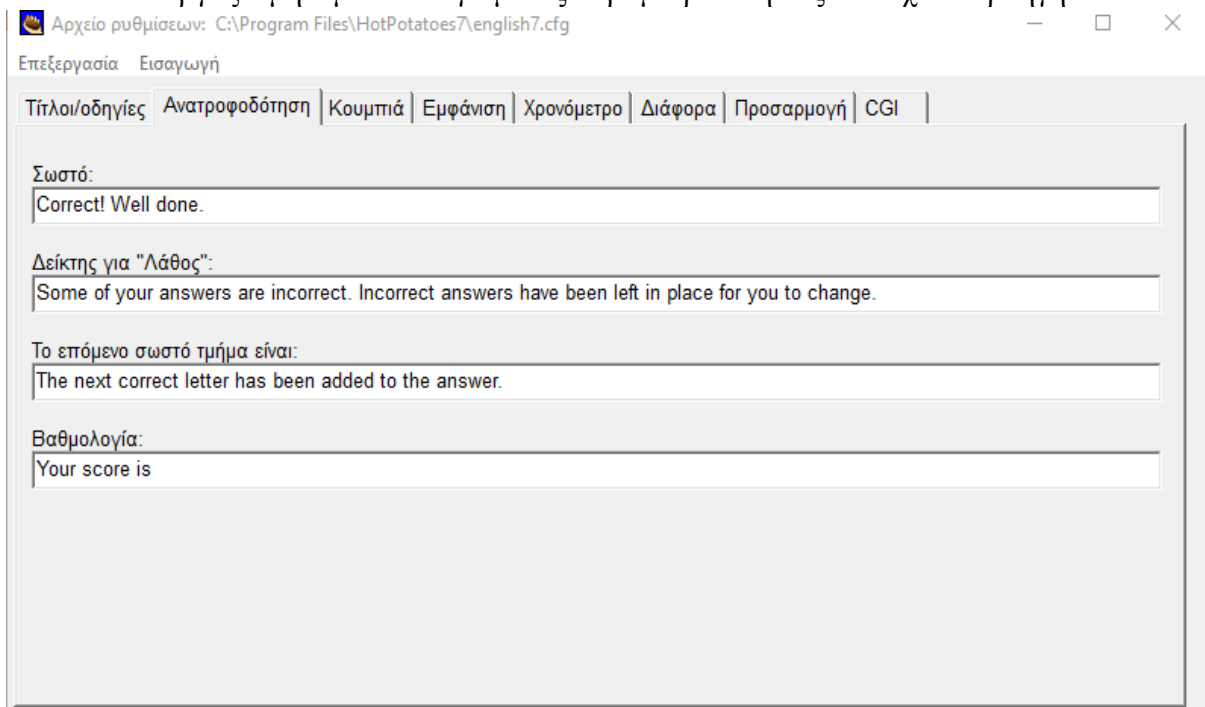 Αρχείο ρυθμίσεων: C:\Program Files\HotPotatoes7\english7.cfg
Επεξεργασία Εισαγωγή
Τίτλοι/οδηγίες Ανατροφοδότηση Κουμπιά Εμφάνιση Χρονόμετρο Διάφορα Προσαρμογή CGI
Σωστό:
Correct! Well done.
Δείκτης για "Λάθος":
Some of your answers are incorrect. Incorrect answers have been left in place for you to change.
Το επόμενο σωστό τμήμα είναι:
The next correct letter has been added to the answer.
Βαθμολογία:
Your score is